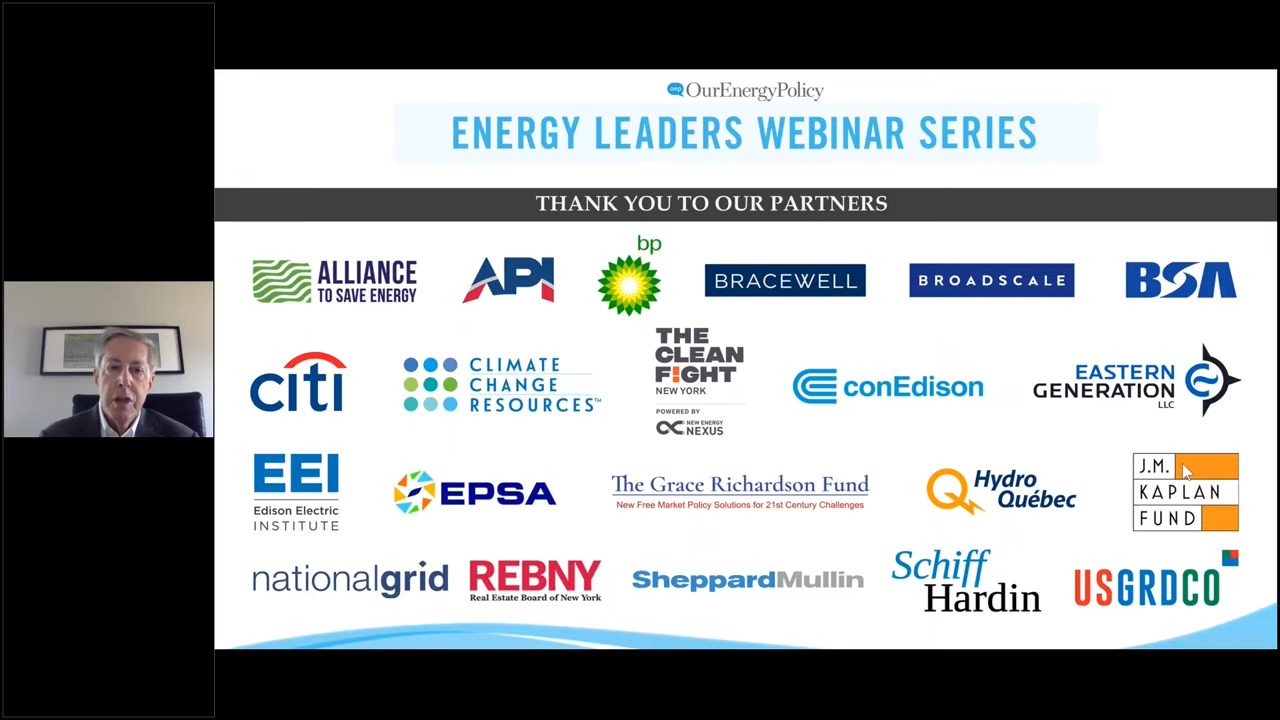 oep OurEnergyPolicy
ENERGY LEADERS WEBINAR SERIES
THANK YOU TO OUR PARTNERS
ALLIANCE
TO SAVE ENERGY
API
bp
BRACEWELL
BROADSCALE
BSA
citi
CLIMATE
CHANGE
RESOURCES™
THE
CLEAN
FIGHT
NEW YORK
POWERED BY
NEW ENERGY
NEXUS
conEdison
EASTERN
GENERATION
LLC
EEI
Edison Electric
INSTITUTE
EPSA
The Grace Richardson Fund
New Free Market Policy Solutions for 21st Century Challenges
Hydro
Québec
J.M.
KAPLAN
FUND
nationalgrid
REBNY
Real Estate Board of New York
SheppardMullin
Schiff
Hardin
USGRDCO